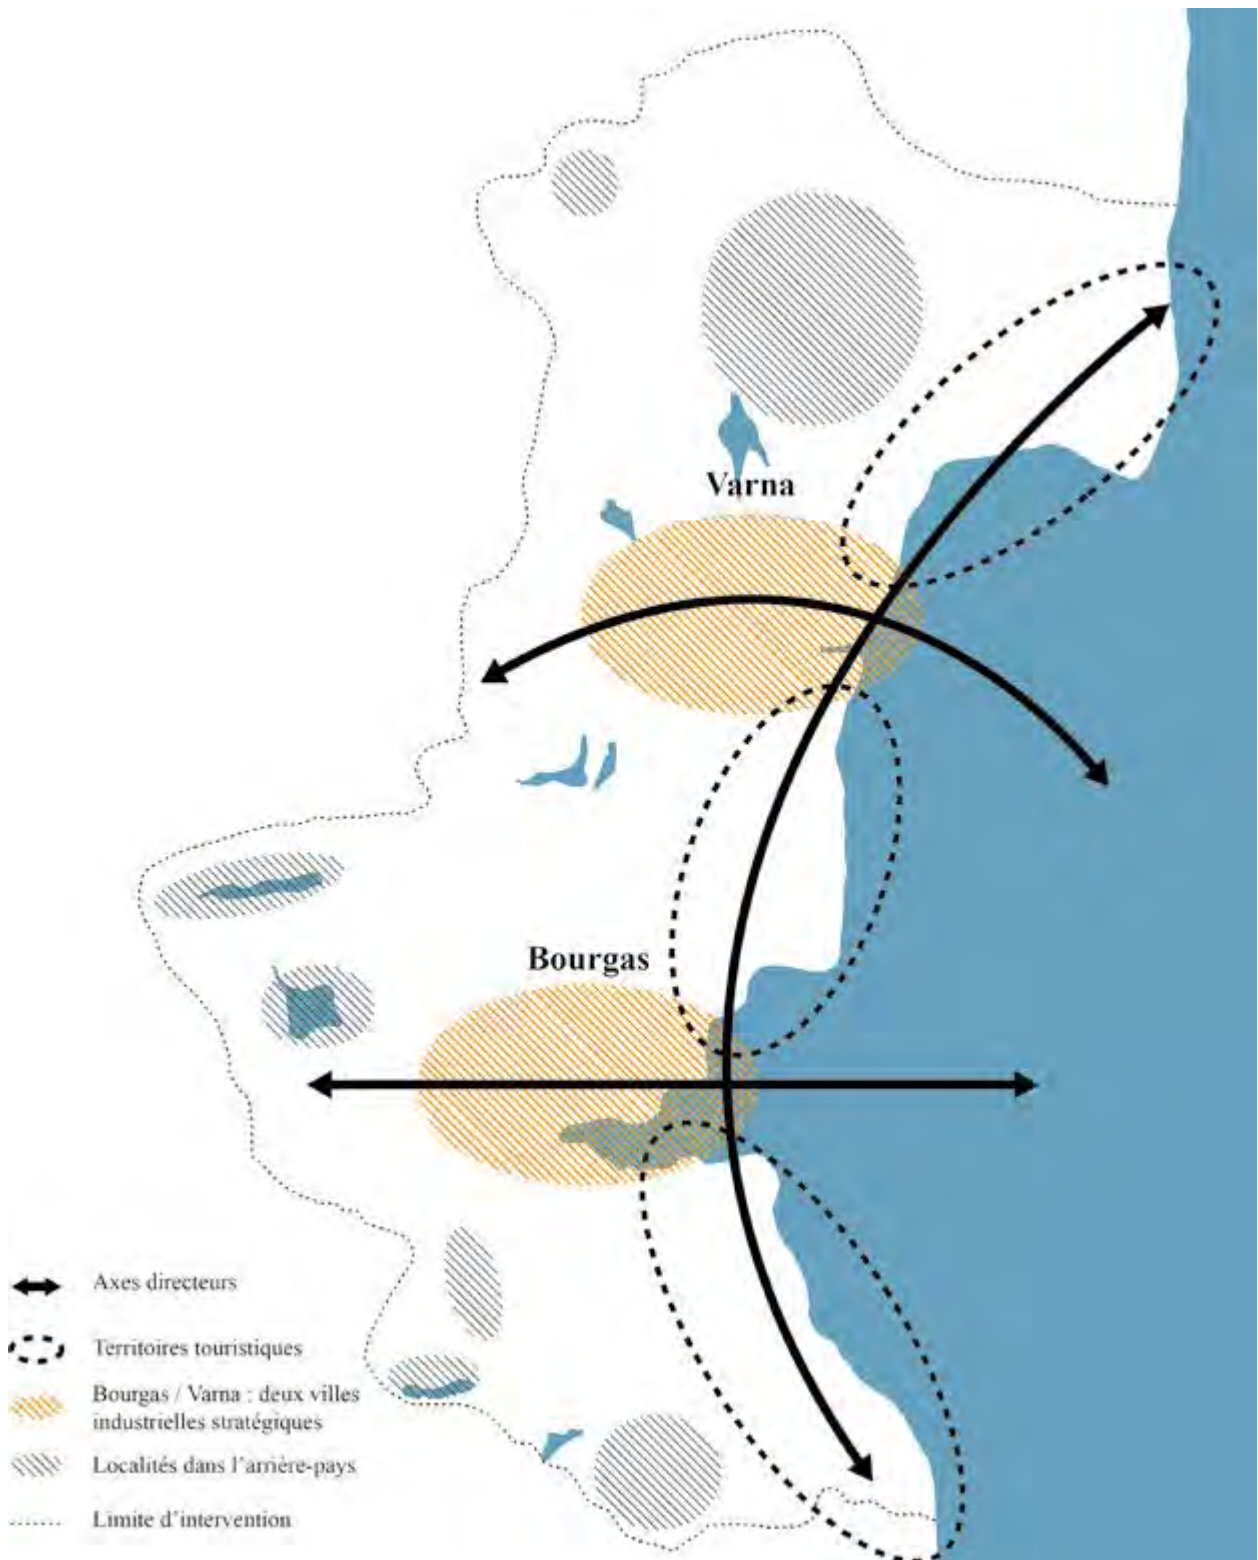 Varna
Bourgas
Axes directeurs
Territoires touristiques
Bourgas / Varna : deux villes
industrielles stratégiques
Localités dans l'arrière-pays
Limite d'intervention